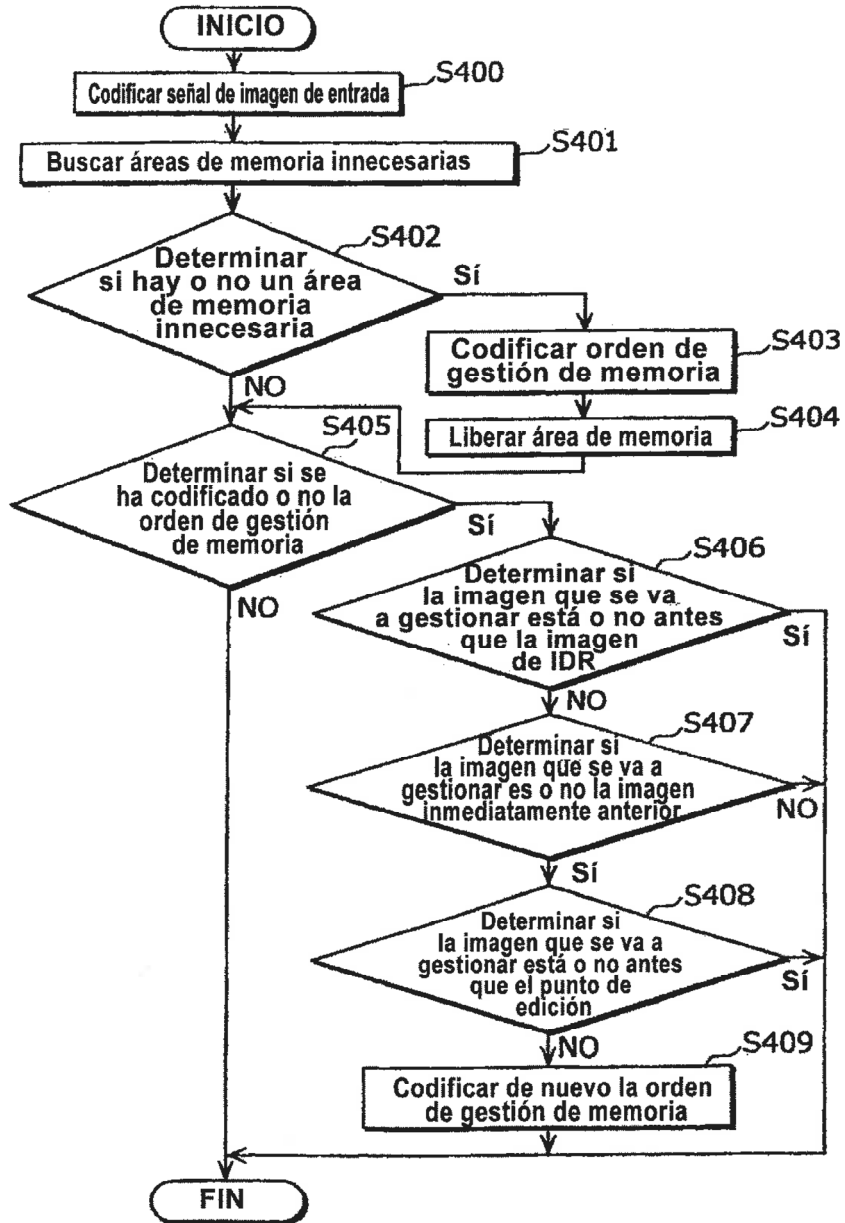 INICIO
S400
Codificar señal de imagen de entrada
S401
Buscar áreas de memoria innecesarias
S402
Determinar
si hay o no un área
de memoria
innecesaria
Sí
NO
S403
Codificar orden de
gestión de memoria
S404
Liberar área de memoria
S405
Determinar si se
ha codificado o no la
orden de gestión
de memoria
Sí
NO
S406
Determinar si
la imagen que se va
a gestionar está o no antes
que la imagen
de IDR
Sí
NO
S407
Determinar si
la imagen que se va a
gestionar es o no la imagen
inmediatamente anterior
NO
Sí
S408
Determinar si
la imagen que se va a
gestionar está o no antes
que el punto de
edición
Sí
NO
S409
Codificar de nuevo la orden
de gestión de memoria
FIN